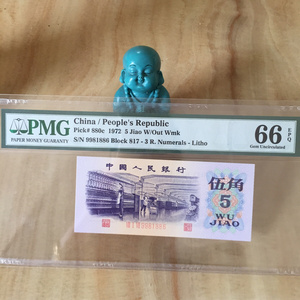 PMG
PAPER MONEY GUARANTY
China / People's Republic
Pick# 880c 1972 5 Jiao W/Out Wmk
S/N 9981886 Block 817 - 3 R. Numerals - Litho
66 EPQ
Gem Uncirculated
中国人民银行
伍角
5
WU
JIAO